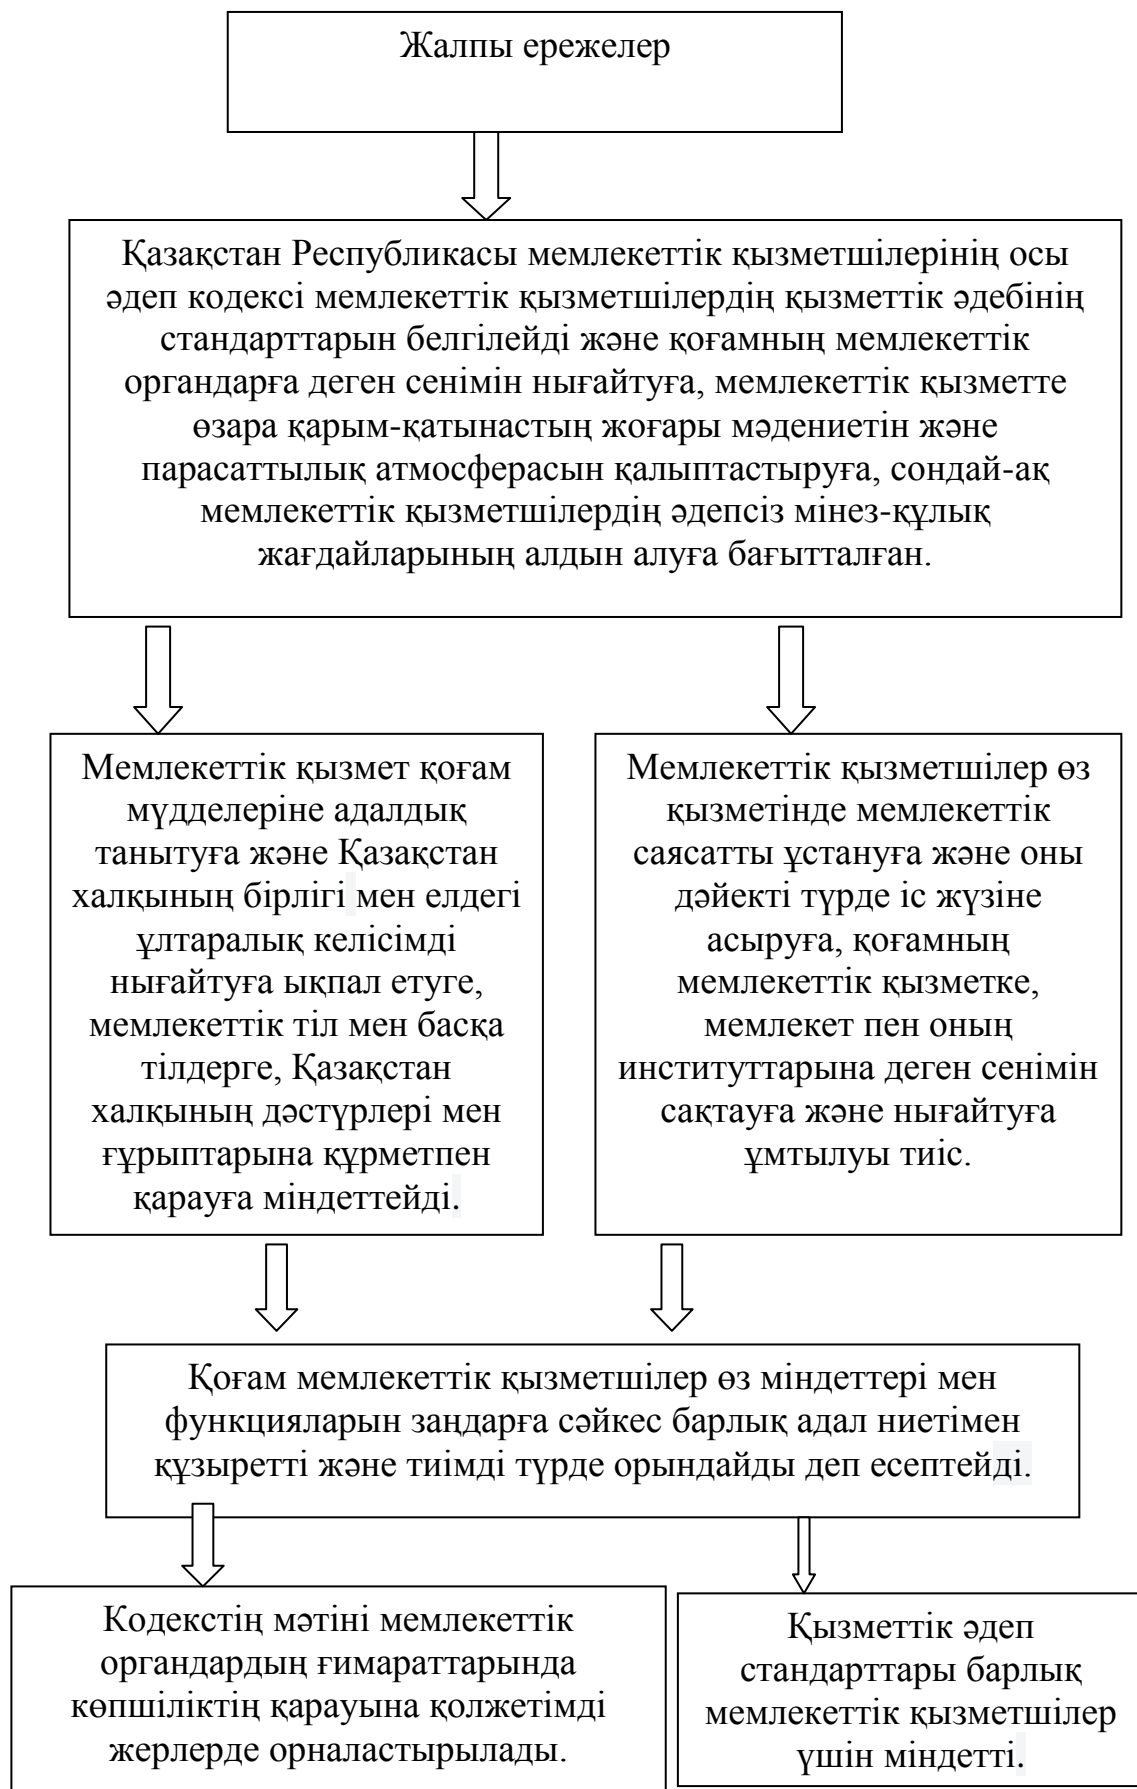 Жалпы ережелер
Қазақстан Республикасы мемлекеттік қызметшілерінің осы
әдеп кодексі мемлекеттік қызметшілердің қызметтік әдебінің
стандарттарын белгілейді және қоғамның мемлекеттік
органдарға деген сенімін нығайтуға, мемлекеттік қызметте
өзара қарым-қатынастың жоғары мәдениетін және
парасаттылық атмосферасын қалыптастыруға, сондай-ақ
мемлекеттік қызметшілердің әдепсіз мінез-құлық
жағдайларының алдын алуға бағытталған.
Мемлекеттік қызмет қоғам
мүдделеріне адалдық
танытуға және Қазақстан
халқының бірлігі мен елдегі
ұлтаралық келісімді
нығайтуға ықпал етуге,
мемлекеттік тіл мен басқа
тілдерге, Қазақстан
халқының дәстүрлері мен
ғұрыптарына құрметпен
қарауға міндеттейді.
Мемлекеттік қызметшілер өз
қызметінде мемлекеттік
саясатты ұстануға және оны
дәйекті түрде іс жүзіне
асыруға, қоғамның
мемлекеттік қызметке,
мемлекет пен оның
институттарына деген сенімін
сақтауға және нығайтуға
ұмтылуы тиіс.
Қоғам мемлекеттік қызметшілер өз міндеттері мен
функцияларын заңдарға сәйкес барлық адал ниетімен
құзыретті және тиімді түрде орындайды деп есептейді.
Кодекстің мәтіні мемлекеттік
органдардың ғимараттарында
көпшіліктің қарауына қолжетімді
жерлерде орналастырылады.
Қызметтік әдеп
стандарттары барлық
мемлекеттік қызметшілер
үшін міндетті.